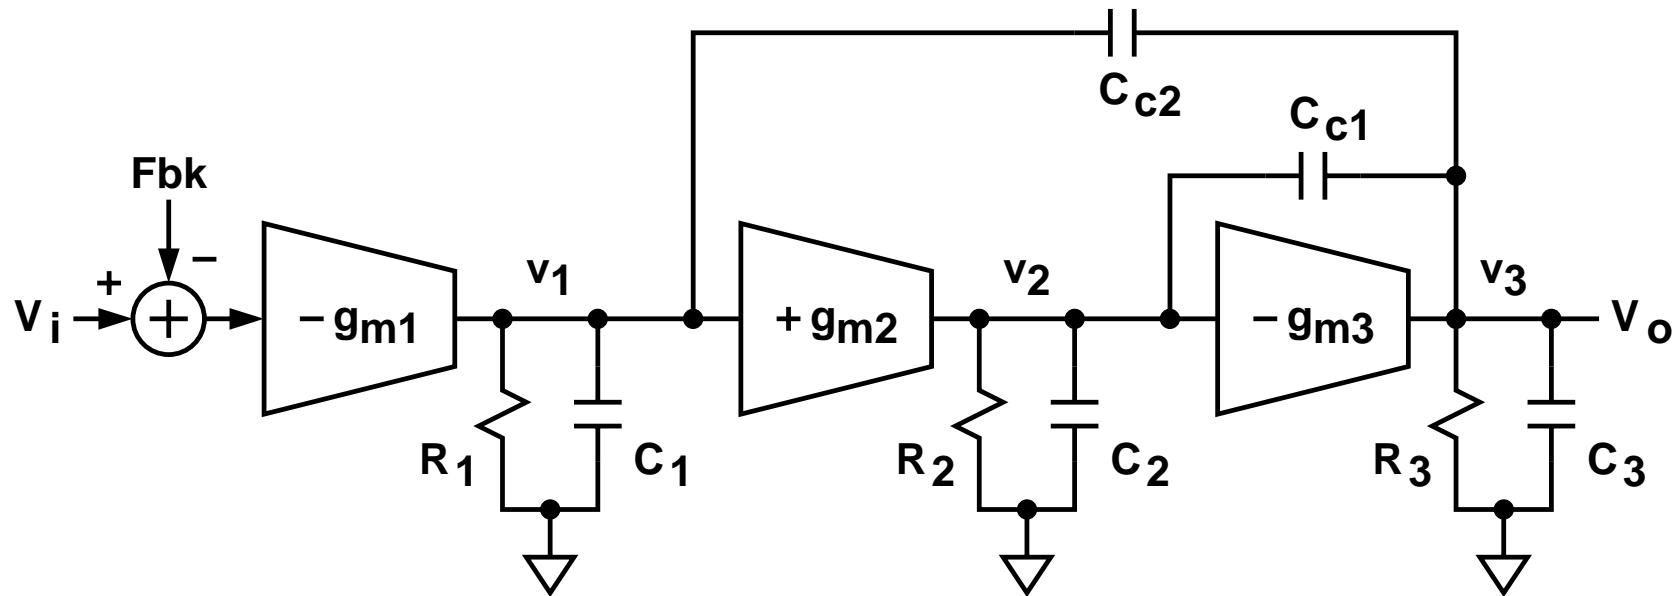 Cc2
Cc1
Fbk
−
+
Vi
+
−gm1
v1
+gm2
v2
−gm3
v3
Vo
R1
C1
R2
C2
R3
C3